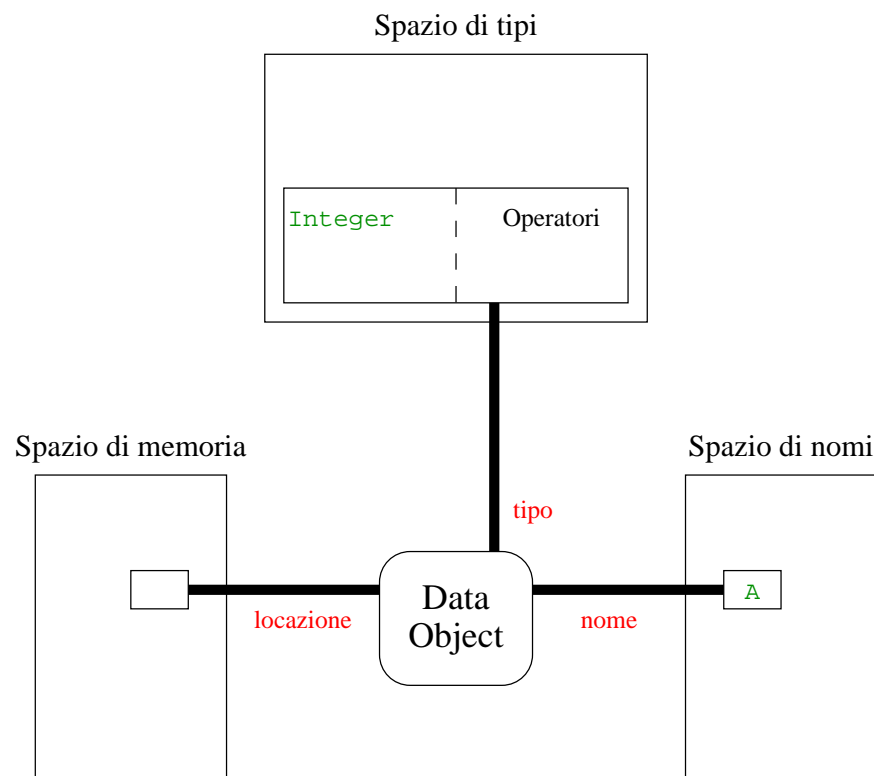 Spazio di tipi
Integer
Operatori
Spazio di memoria
Spazio di nomi
tipo
locazione
Data
Object
nome
A